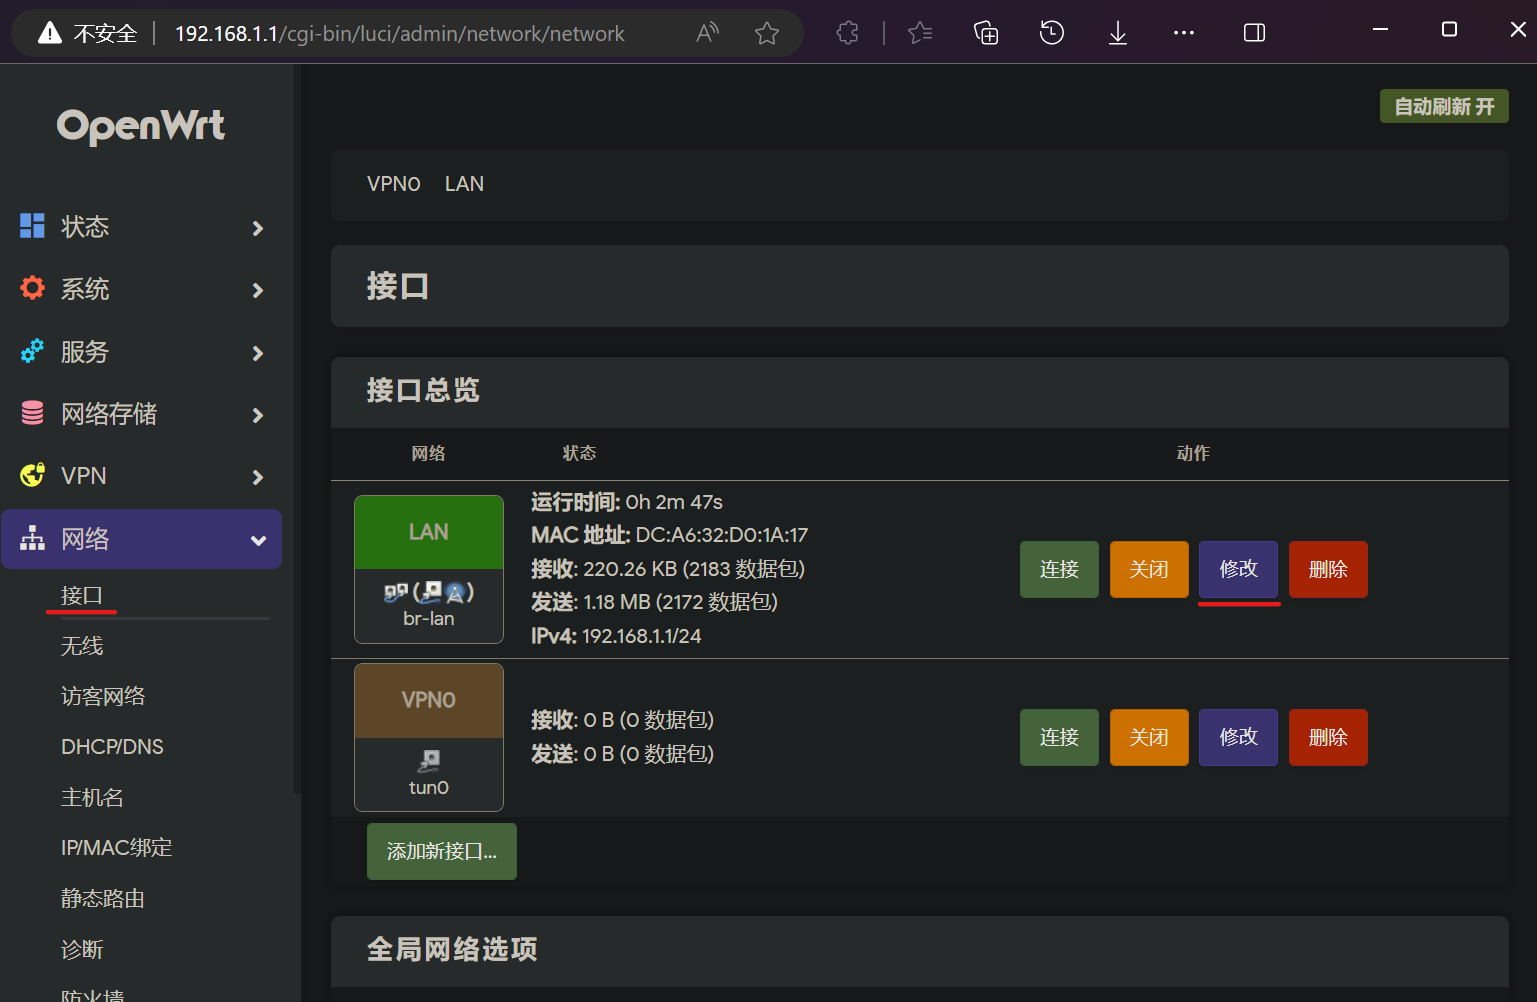 不安全 192.168.1.1/cgi-bin/luci/admin/network/network
OpenWrt
自动刷新 开
VPN0 LAN
状态
接口
系统
服务
接口总览
网络存储
网络 状态 动作
VPN
LAN
br-lan
运行时间: 0h 2m 47s
MAC 地址: DC:A6:32:D0:1A:17
接收: 220.26 KB (2183 数据包)
发送: 1.18 MB (2172 数据包)
IPv4: 192.168.1.1/24
连接 关闭 修改 删除
网络
接口
无线
访客网络
DHCP/DNS
主机名
IP/MAC绑定
静态路由
诊断
防火墙
VPN0
tun0
接收: 0 B (0 数据包)
发送: 0 B (0 数据包)
连接 关闭 修改 删除
添加新接口...
全局网络选项